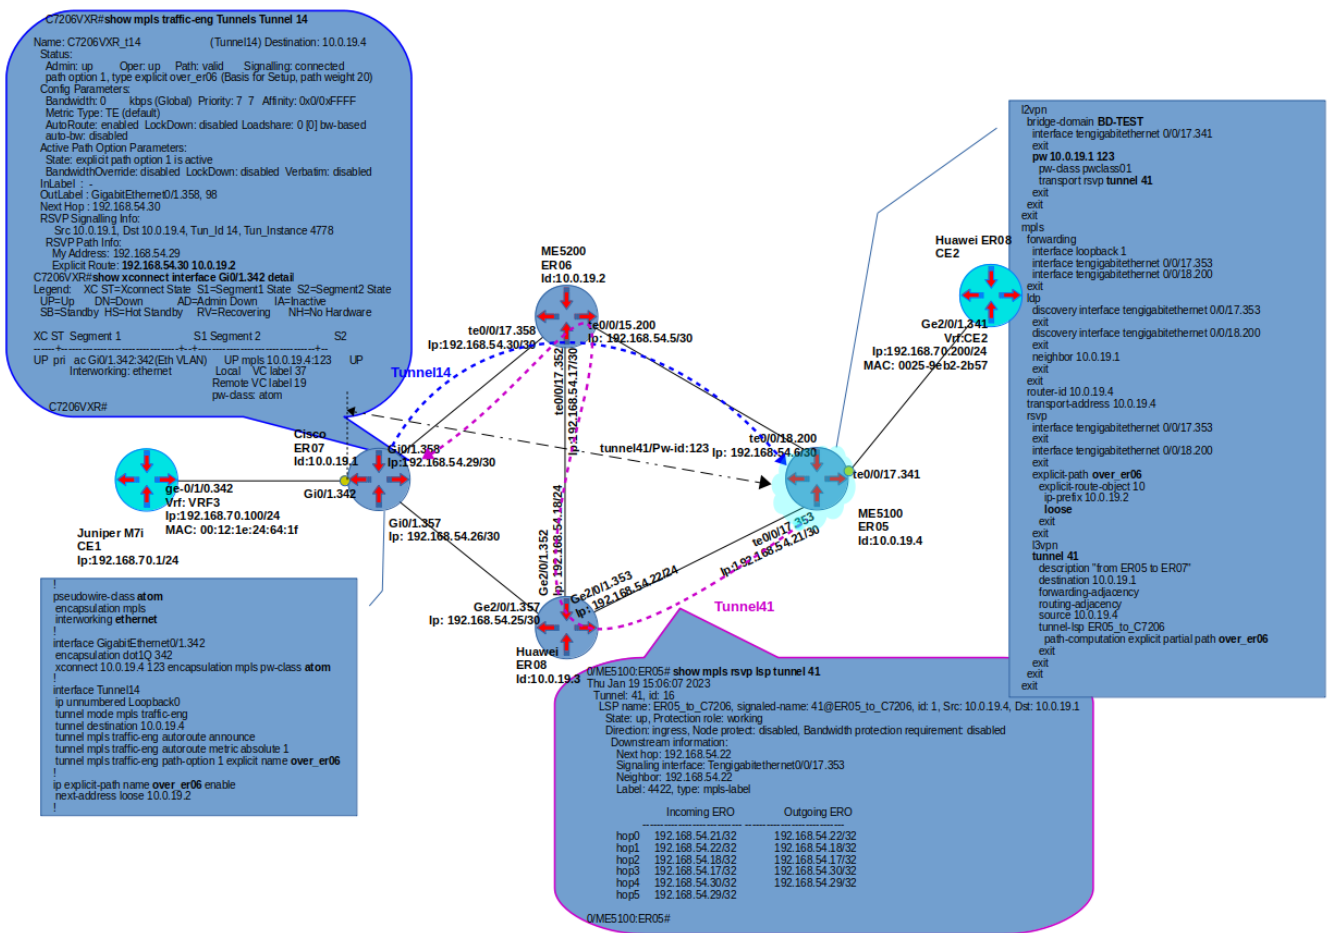 C7206VXR#show mpls traffic-eng Tunnels Tunnel 14
Name: C7206VXR_t14 (Tunnel14) Destination: 10.0.19.4
Status:
Admin: up Oper: up Path: valid Signalling: connected
path option 1, type explicit over_er06 (Basis for Setup, path weight 20)
Config Parameters:
Bandwidth: 0 kbps (Global) Priority: 7 7 Affinity: 0x0/0xFFFF
Metric Type: TE (default)
AutoRoute: enabled LockDown: disabled Loadshare: 0 [0] bw-based
auto-bw: disabled
Active Path Option Parameters:
State: explicit path option 1 is active
BandwidthOverride: disabled LockDown: disabled Verbatim: disabled
InLabel : -
OutLabel : GigabitEthernet0/1.358, 98
Next Hop : 192.168.54.30
RSVP Signalling Info:
Src 10.0.19.1, Dst 10.0.19.4, Tun_Id 14, Tun_Instance 4778
RSVP Path Info:
My Address: 192.168.54.29
Explicit Route: 192.168.54.30 10.0.19.2
C7206VXR#show xconnect interface Gi0/1.342 detail
Legend: XC ST=Xconnect State S1=Segment1 State S2=Segment2 State
UP=Up DN=Down AD=Admin Down IA=Inactive
SB=Standby HS=Hot Standby RV=Recovering NH=No Hardware
XC ST Segment 1 S1 Segment 2 S2
------+---------------------------------+--+---------------------------------+--
UP pri ac Gi0/1.342:342(Eth VLAN) UP mpls 10.0.19.4:123 UP
Interworking: ethernet Local VC label 37
Remote VC label 19
pw-class: atom
C7206VXR#
l2vpn
bridge-domain BD-TEST
interface tengigabitethernet 0/0/17.341
exit
pw 10.0.19.1 123
pw-class pwclass01
transport rsvp tunnel 41
exit
exit
exit
mpls
forwarding
interface loopback 1
interface tengigabitethernet 0/0/17.353
interface tengigabitethernet 0/0/18.200
exit
ldp
discovery interface tengigabitethernet 0/0/17.353
exit
discovery interface tengigabitethernet 0/0/18.200
exit
neighbor 10.0.19.1
exit
exit
router-id 10.0.19.4
transport-address 10.0.19.4
rsvp
interface tengigabitethernet 0/0/17.353
exit
interface tengigabitethernet 0/0/18.200
exit
explicit-path over_er06
explicit-route-object 10
ip-prefix 10.0.19.2
loose
exit
exit
l3vpn
tunnel 41
description "from ER05 to ER07"
destination 10.0.19.1
forwarding-adjacency
routing-adjacency
source 10.0.19.4
tunnel-lsp ER05_to_C7206
path-computation explicit partial path over_er06
exit
exit
exit
exit
ME5200
ER06
Id:10.0.19.2
te0/0/17.358
Ip:192.168.54.30/30
te0/0/15.200
Ip: 192.168.54.5/30
te0/0/17.352
Ip:192.168.54.17/30
Tunnel14
Huawei ER08
CE2
Ge2/0/1.341
Vrf:CE2
Ip:192.168.70.200/24
MAC: 0025-9eb2-2b57
Cisco
ER07
Id:10.0.19.1
Gi0/1.358
Ip:192.168.54.29/30
tunnel41/Pw-id:123
te0/0/18.200
Ip: 192.168.54.6/30
te0/0/17.341
ME5100
ER05
Id:10.0.19.4
ge-0/1/0.342
Vrf: VRF3
Ip:192.168.70.100/24
MAC: 00:12:1e:24:64:1f
Gi0/1.342
Juniper M7i
CE1
Ip:192.168.70.1/24
Gi0/1.357
Ip: 192.168.54.26/30
Ge2/0/1.352
Ip: 192.168.54.18/24
te0/0/17.353
Ip:192.168.54.21/30
Ge2/0/1.353
Ip: 192.168.54.22/24
Ge2/0/1.357
Ip: 192.168.54.25/30
Huawei
ER08
Id:10.0.19.3
Tunnel41
!
pseudowire-class atom
encapsulation mpls
interworking ethernet
!
interface GigabitEthernet0/1.342
encapsulation dot1Q 342
xconnect 10.0.19.4 123 encapsulation mpls pw-class atom
!
interface Tunnel14
ip unnumbered Loopback0
tunnel mode mpls traffic-eng
tunnel destination 10.0.19.4
tunnel mpls traffic-eng autoroute announce
tunnel mpls traffic-eng autoroute metric absolute 1
tunnel mpls traffic-eng path-option 1 explicit name over_er06
!
ip explicit-path name over_er06 enable
next-address loose 10.0.19.2
!
0/ME5100:ER05# show mpls rsvp lsp tunnel 41
Thu Jan 19 15:06:07 2023
Tunnel: 41, id: 16
LSP name: ER05_to_C7206, signaled-name: 41@ER05_to_C7206, id: 1, Src: 10.0.19.4, Dst: 10.0.19.1
State: up, Protection role: working
Direction: ingress, Node protect: disabled, Bandwidth protection requirement: disabled
Downstream information:
Next hop: 192.168.54.22
Signaling interface: Tengigabitethernet0/0/17.353
Neighbor: 192.168.54.22
Label: 4422, type: mpls-label
Incoming ERO Outgoing ERO
--------------------------- ---------------------------
hop0 192.168.54.21/32 192.168.54.22/32
hop1 192.168.54.22/32 192.168.54.18/32
hop2 192.168.54.18/32 192.168.54.17/32
hop3 192.168.54.17/32 192.168.54.30/32
hop4 192.168.54.30/32 192.168.54.29/32
hop5 192.168.54.29/32
0/ME5100:ER05#